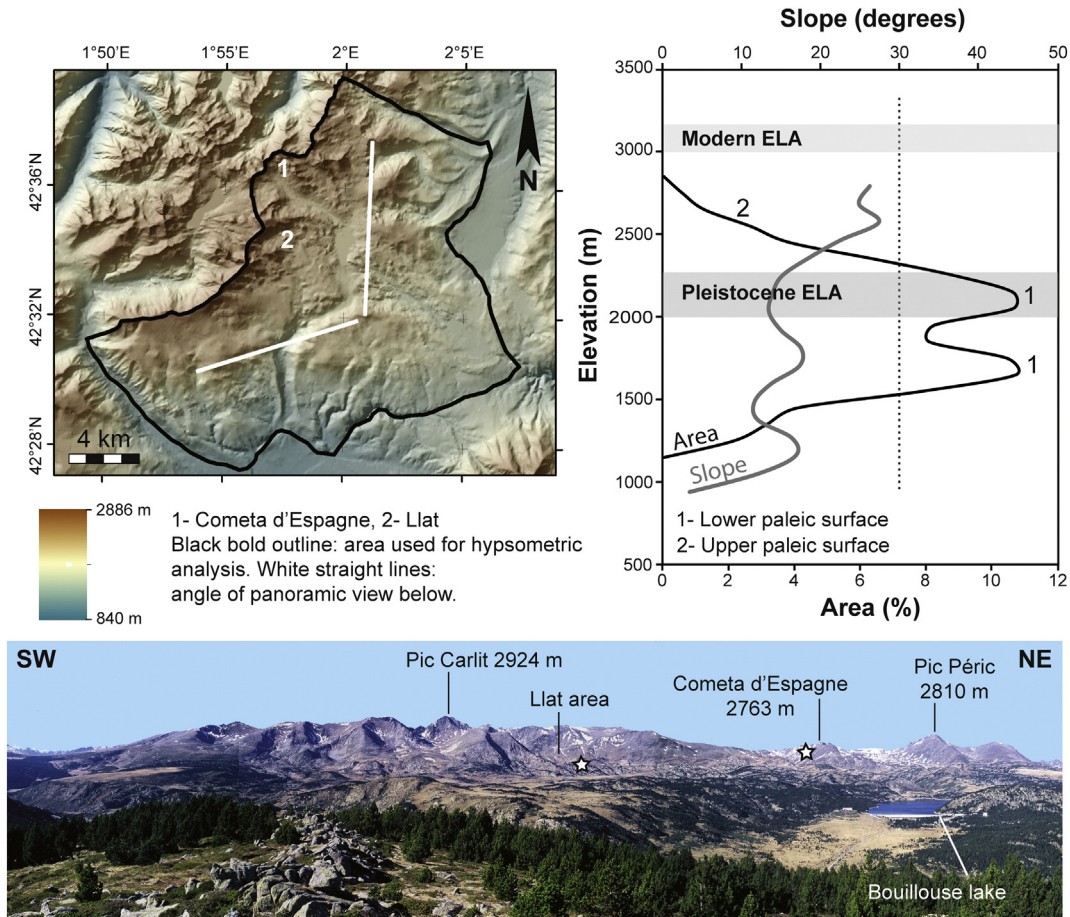 1°50'E 1°55'E 2°E 2°5'E
42°36'N
42°32'N
42°28'N
1
2
N
4 km
2886 m
840 m
1- Cometa d'Espagne, 2- Llat
Black bold outline: area used for hypsometric
analysis. White straight lines:
angle of panoramic view below.
Slope (degrees)
0 10 20 30 40 50
Elevation (m)
3500
3000
2500
2000
1500
1000
500
Modern ELA
2
Pleistocene ELA
1
1
Area
Slope
1- Lower paleic surface
2- Upper paleic surface
0 2 4 6 8 10 12
Area (%)
SW
NE
Pic Carlit 2924 m
Llat area
Cometa d'Espagne
2763 m
Pic Péric
2810 m
Bouillouse lake